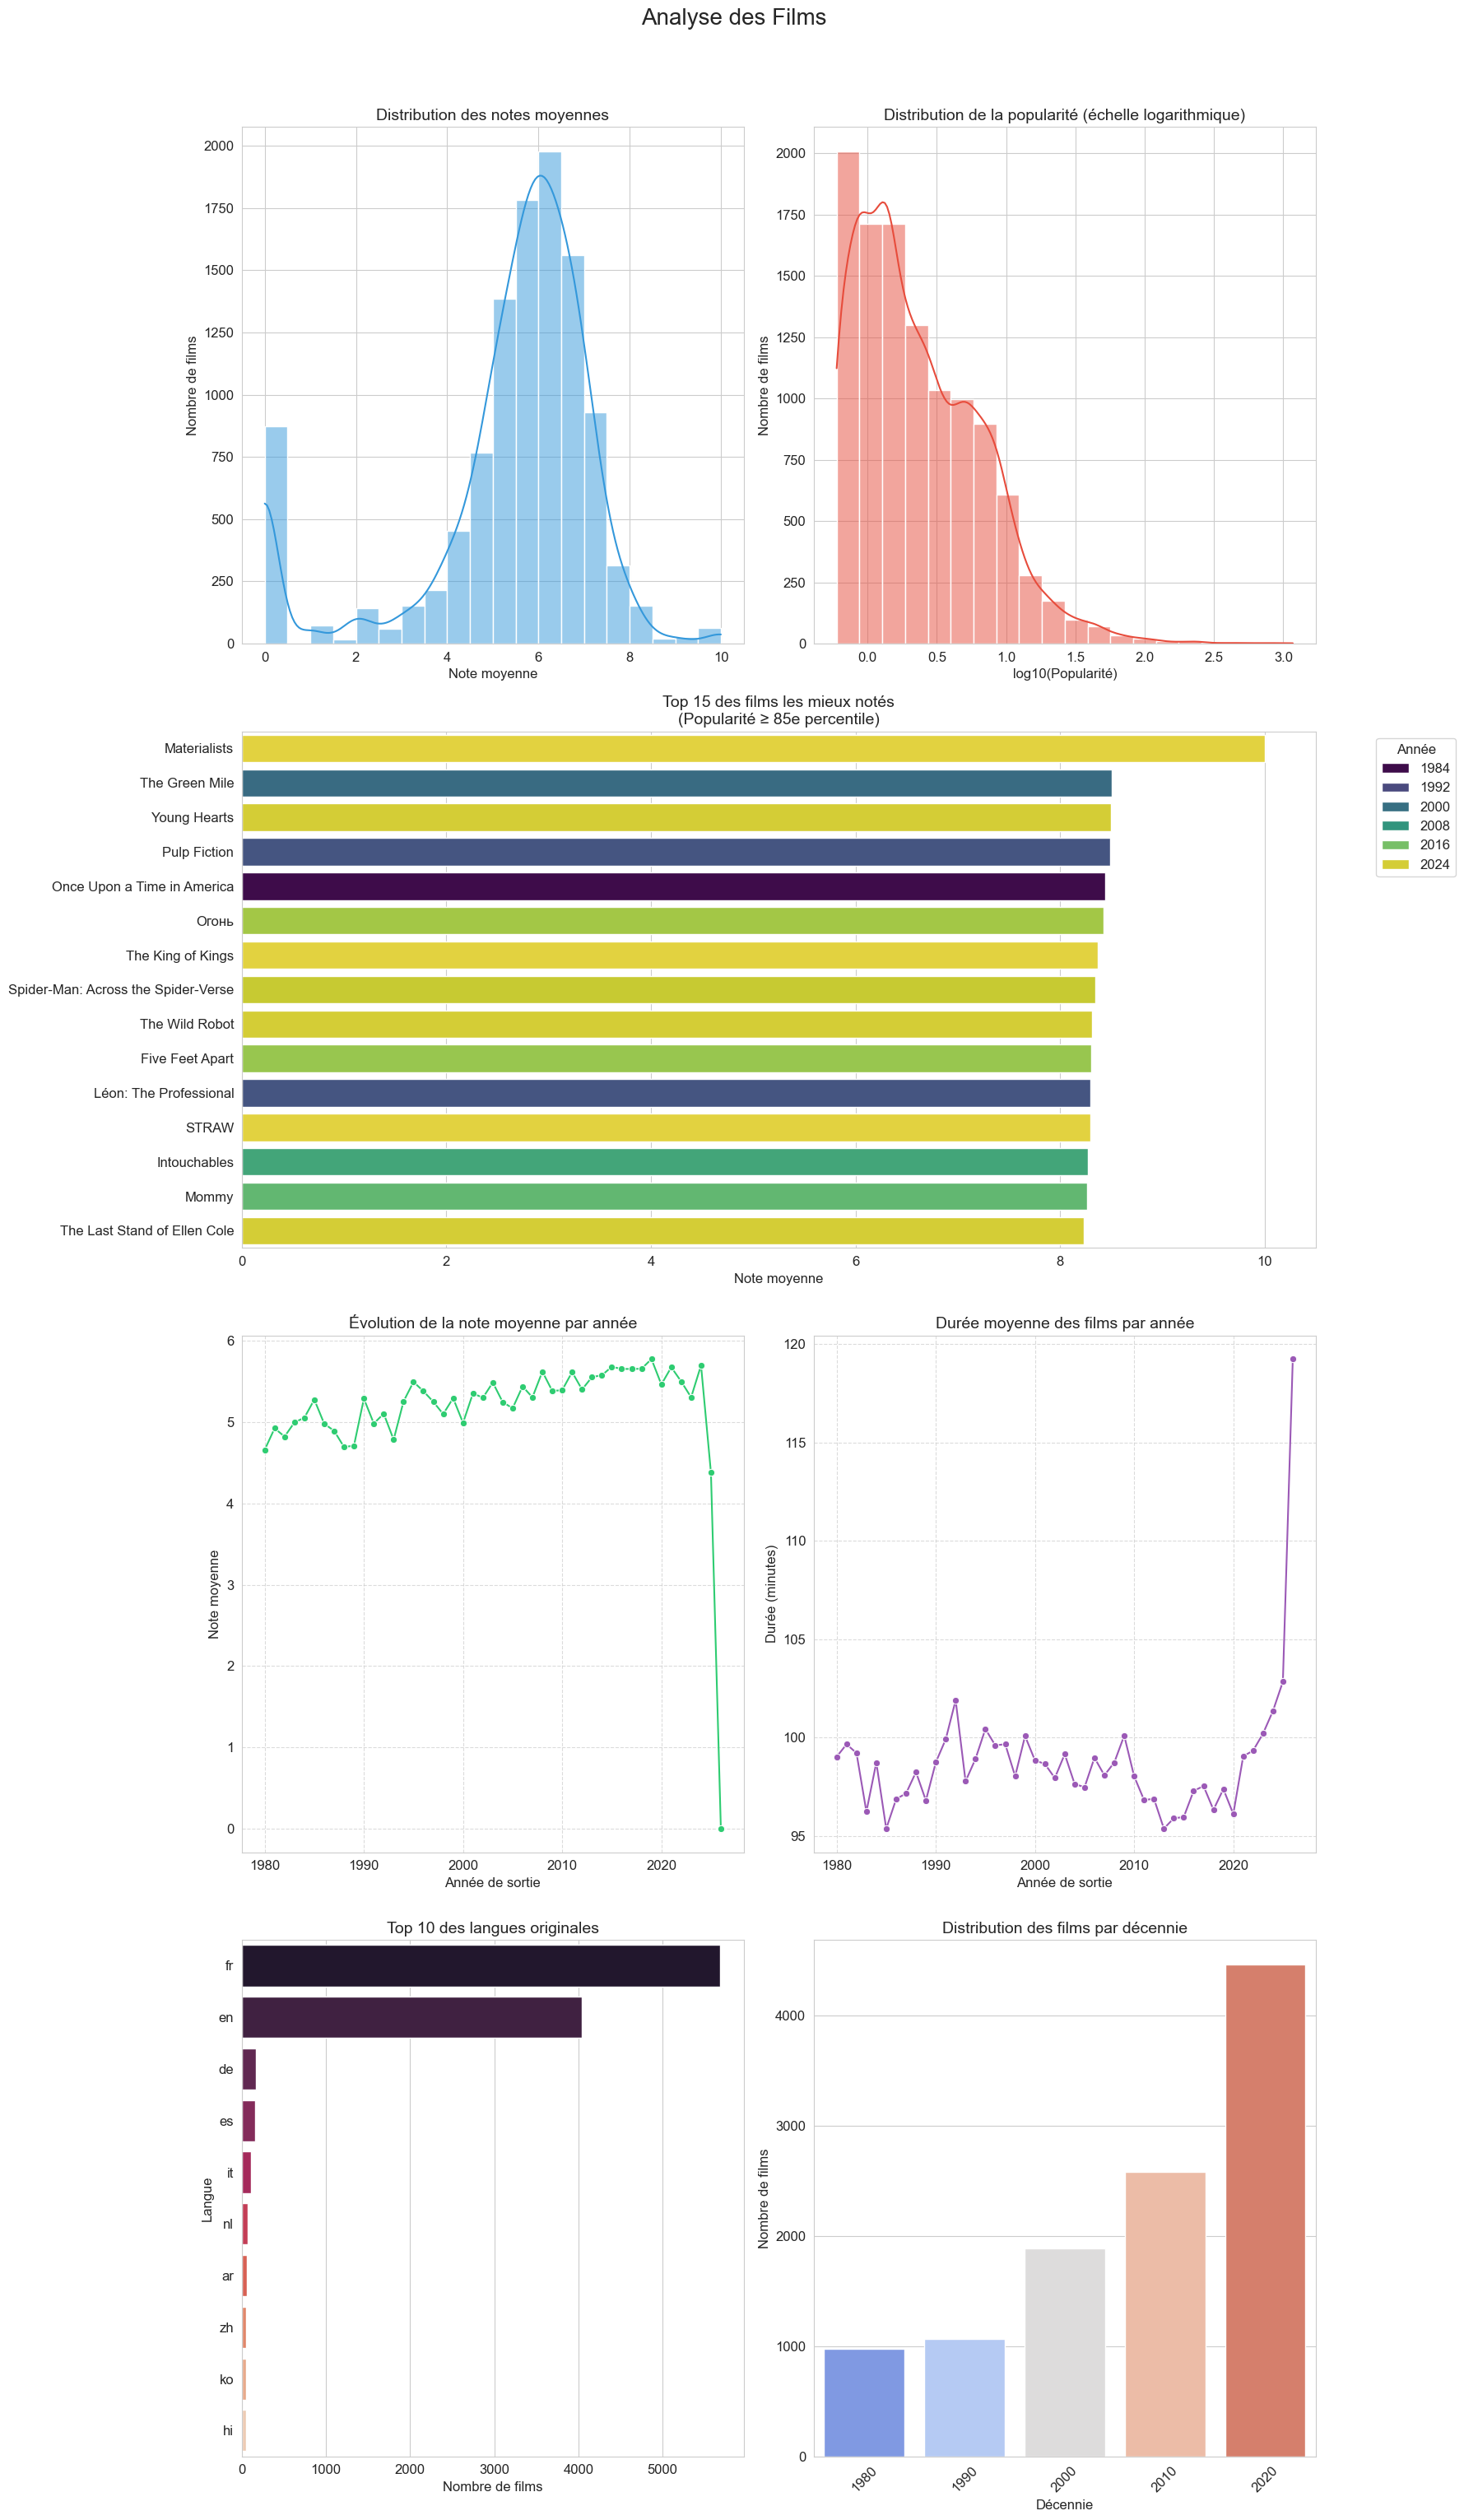 Analyse des Films
Distribution des notes moyennes
2000
1750
1500
1250
1000
750
500
250
0
Nombre de films
0 2 4 6 8 10
Note moyenne
Distribution de la popularité (échelle logarithmique)
2000
1750
1500
1250
1000
750
500
250
0
Nombre de films
0.0 0.5 1.0 1.5 2.0 2.5 3.0
log10(Popularité)
Top 15 des films les mieux notés
(Popularité ≥ 85e percentile)
Materialists
The Green Mile
Young Hearts
Pulp Fiction
Once Upon a Time in America
Огонь
The King of Kings
Spider-Man: Across the Spider-Verse
The Wild Robot
Five Feet Apart
Léon: The Professional
STRAW
Intouchables
Mommy
The Last Stand of Ellen Cole
0 2 4 6 8 10
Note moyenne
Année
1984
1992
2000
2008
2016
2024
Évolution de la note moyenne par année
6
5
4
3
2
1
0
Note moyenne
1980 1990 2000 2010 2020
Année de sortie
Durée moyenne des films par année
120
115
110
105
100
95
Durée (minutes)
1980 1990 2000 2010 2020
Année de sortie
Top 10 des langues originales
fr
en
de
es
it
nl
ar
zh
ko
hi
Langue
0 1000 2000 3000 4000 5000
Nombre de films
Distribution des films par décennie
4000
3000
2000
1000
0
Nombre de films
1980 1990 2000 2010 2020
Décennie